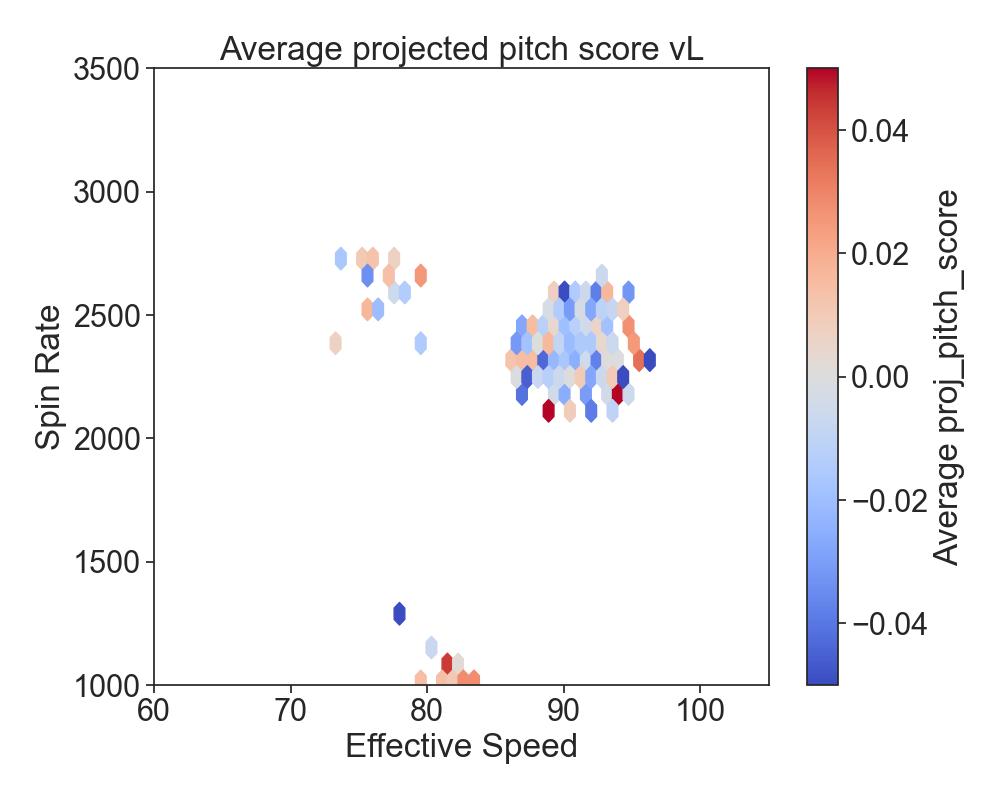 Average projected pitch score vL
3500
3000
2500
2000
1500
1000
Spin Rate
60 70 80 90 100
Effective Speed
0.04
0.02
0.00
−0.02
−0.04
Average proj_pitch_score